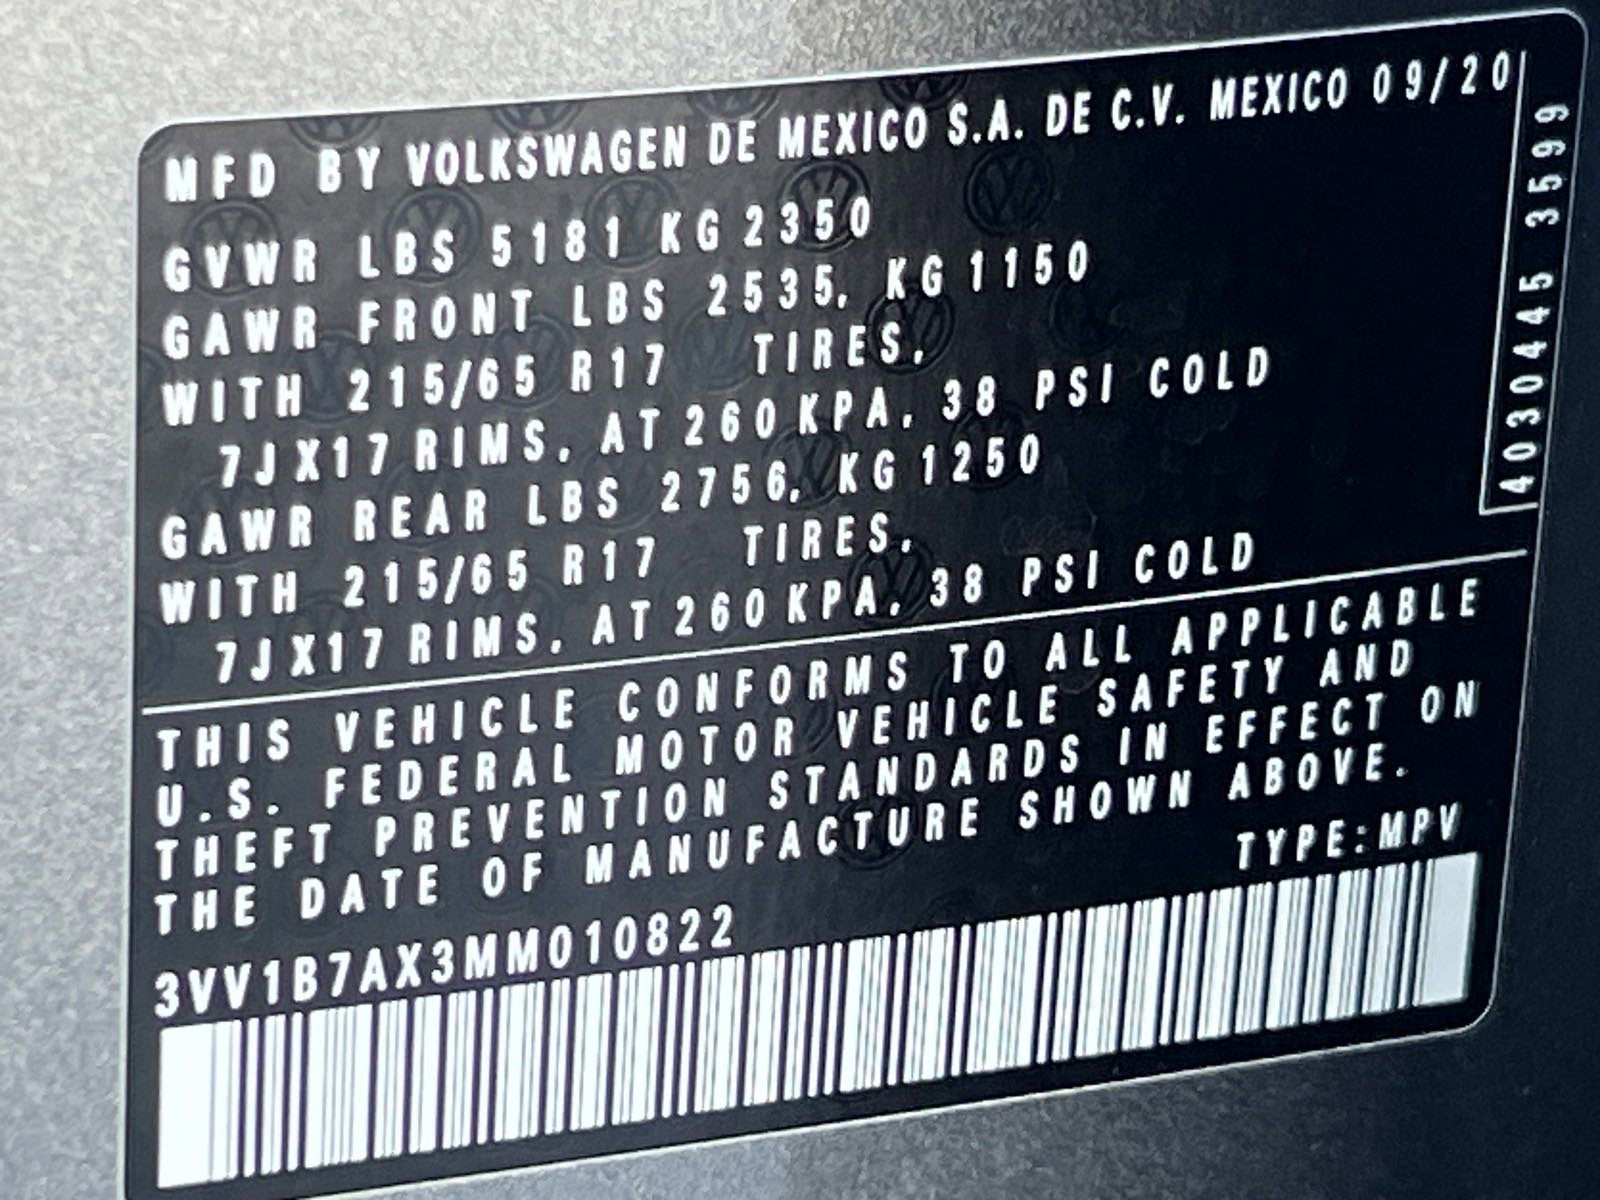 MFD BY VOLKSWAGEN DE MEXICO S.A. DE C.V. MEXICO 09/20
GVWR LBS 5181 KG 2350
GAWR FRONT LBS 2535, KG 1150
WITH 215/65 R17 TIRES,
7JX17 RIMS, AT 260 KPA, 38 PSI COLD
GAWR REAR LBS 2756, KG 1250
WITH 215/65 R17 TIRES,
7JX17 RIMS, AT 260 KPA, 38 PSI COLD
4030445 3599
THIS VEHICLE CONFORMS TO ALL APPLICABLE
U.S. FEDERAL MOTOR VEHICLE SAFETY AND
THEFT PREVENTION STANDARDS IN EFFECT ON
THE DATE OF MANUFACTURE SHOWN ABOVE.
TYPE:MPV
3VV1B7AX3MM010822